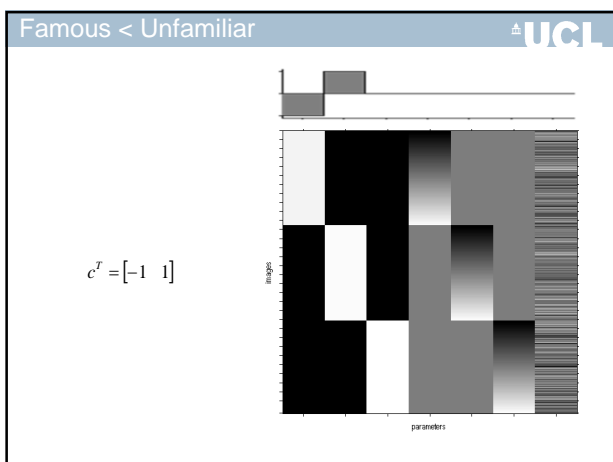 Famous < Unfamiliar
UCL
c^T = [-1 1]
images
parameters